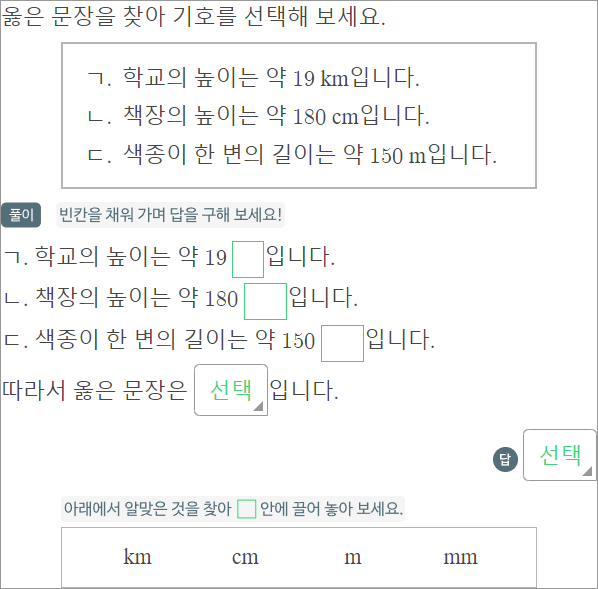 옳은 문장을 찾아 기호를 선택해 보세요.
ㄱ. 학교의 높이는 약 19 km입니다.
ㄴ. 책장의 높이는 약 180 cm입니다.
ㄷ. 색종이 한 변의 길이는 약 150 m입니다.
풀이 빈칸을 채워 가며 답을 구해 보세요!
ㄱ. 학교의 높이는 약 19 입니다.
ㄴ. 책장의 높이는 약 180 입니다.
ㄷ. 색종이 한 변의 길이는 약 150 입니다.
따라서 옳은 문장은 선택 입니다.
답 선택
아래에서 알맞은 것을 찾아 안에 끌어 놓아 보세요.
km cm m mm